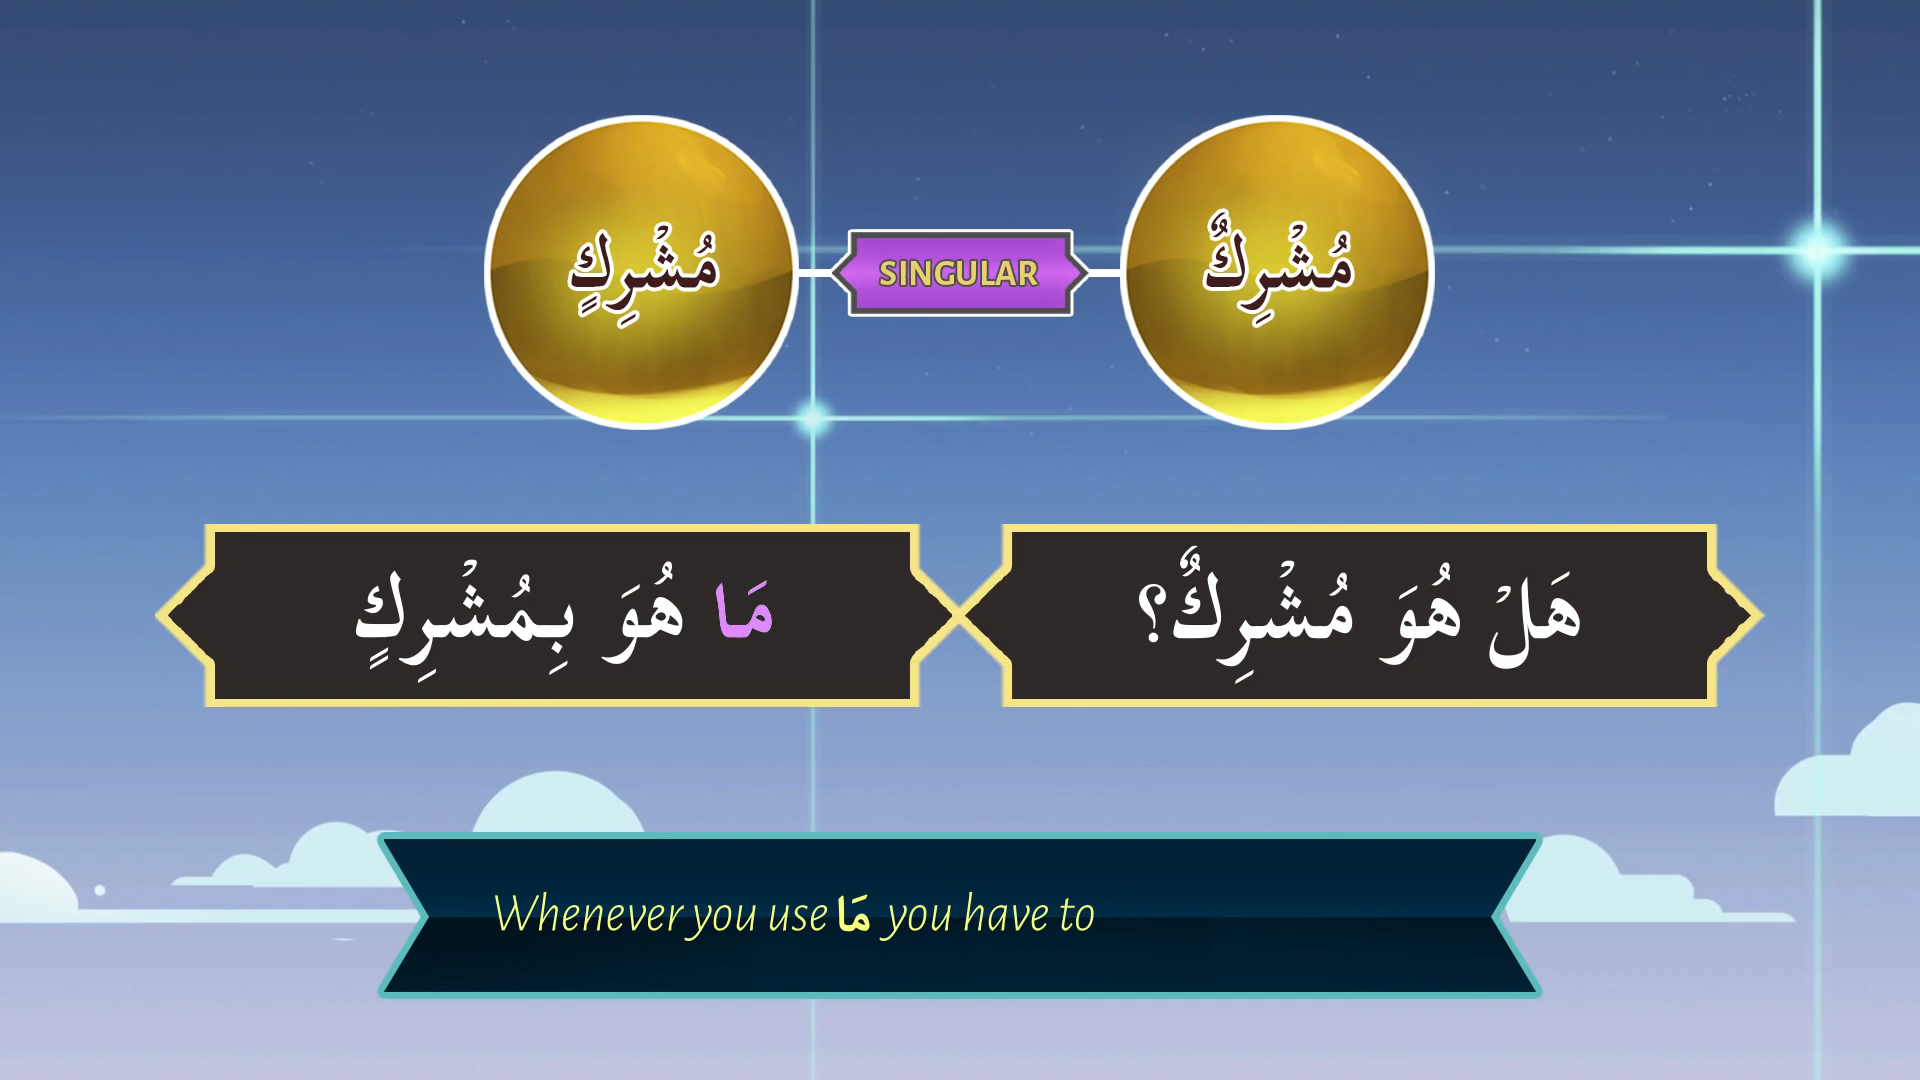 مُشْرِكٌ
SINGULAR
مُشْرِكٍ
هَلْ هُوَ مُشْرِكٌ؟
مَا هُوَ بِمُشْرِكٍ
Whenever you use مَا you have to